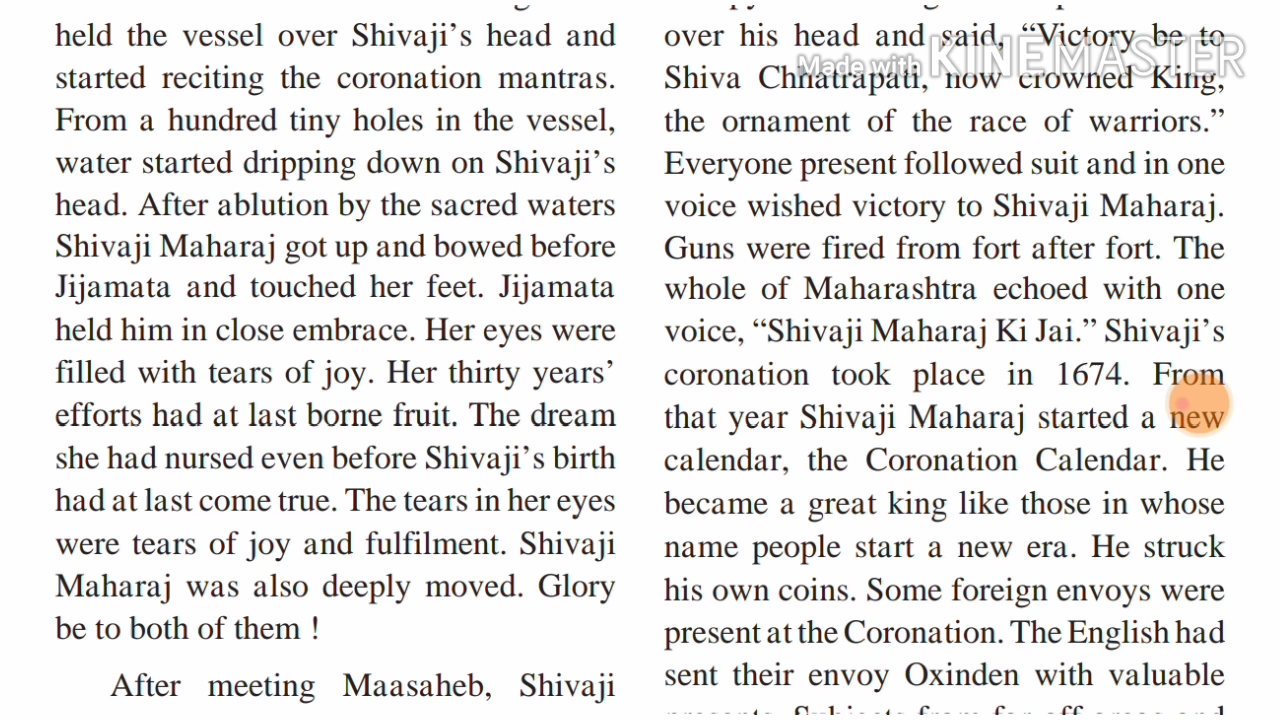 held the vessel over Shivaji’s head and
started reciting the coronation mantras.
From a hundred tiny holes in the vessel,
water started dripping down on Shivaji’s
head. After ablution by the sacred waters
Shivaji Maharaj got up and bowed before
Jijamata and touched her feet. Jijamata
held him in close embrace. Her eyes were
filled with tears of joy. Her thirty years’
efforts had at last borne fruit. The dream
she had nursed even before Shivaji’s birth
had at last come true. The tears in her eyes
were tears of joy and fulfilment. Shivaji
Maharaj was also deeply moved. Glory
be to both of them !
After meeting Maasaheb, Shivaji
over his head and said, “Victory be to
Shiva Chhatrapati, now crowned King,
the ornament of the race of warriors.”
Everyone present followed suit and in one
voice wished victory to Shivaji Maharaj.
Guns were fired from fort after fort. The
whole of Maharashtra echoed with one
voice, “Shivaji Maharaj Ki Jai.” Shivaji’s
coronation took place in 1674. From
that year Shivaji Maharaj started a new
calendar, the Coronation Calendar. He
became a great king like those in whose
name people start a new era. He struck
his own coins. Some foreign envoys were
present at the Coronation. The English had
sent their envoy Oxinden with valuable
Made with KINEMASTER